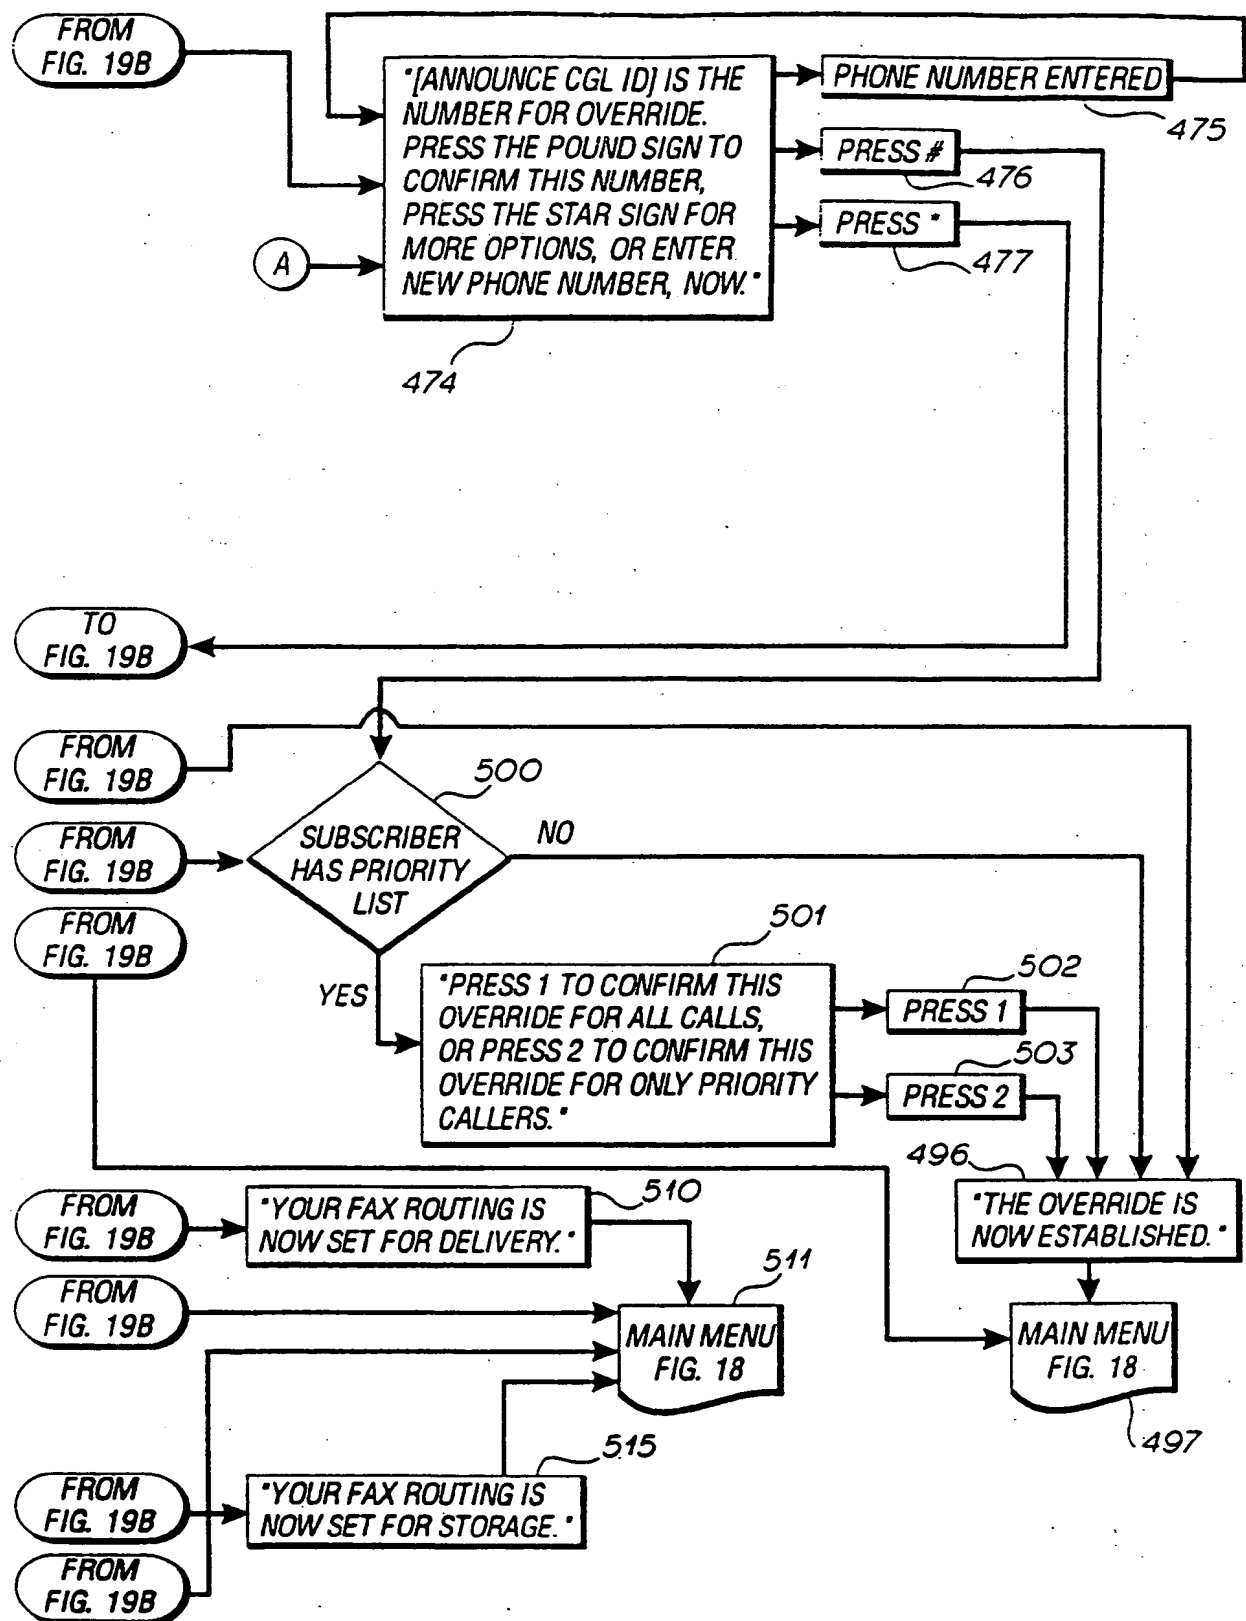 FROM
FIG. 19B
"[ANNOUNCE CGL ID] IS THE
NUMBER FOR OVERRIDE.
PRESS THE POUND SIGN TO
CONFIRM THIS NUMBER,
PRESS THE STAR SIGN FOR
MORE OPTIONS, OR ENTER
NEW PHONE NUMBER, NOW."
474
A
PHONE NUMBER ENTERED
475
PRESS #
476
PRESS *
477
TO
FIG. 19B
FROM
FIG. 19B
FROM
FIG. 19B
FROM
FIG. 19B
500
SUBSCRIBER
HAS PRIORITY
LIST
NO
YES
501
"PRESS 1 TO CONFIRM THIS
OVERRIDE FOR ALL CALLS,
OR PRESS 2 TO CONFIRM THIS
OVERRIDE FOR ONLY PRIORITY
CALLERS."
502
PRESS 1
503
PRESS 2
496
"THE OVERRIDE IS
NOW ESTABLISHED."
FROM
FIG. 19B
510
"YOUR FAX ROUTING IS
NOW SET FOR DELIVERY."
FROM
FIG. 19B
511
MAIN MENU
FIG. 18
MAIN MENU
FIG. 18
497
515
FROM
FIG. 19B
"YOUR FAX ROUTING IS
NOW SET FOR STORAGE."
FROM
FIG. 19B